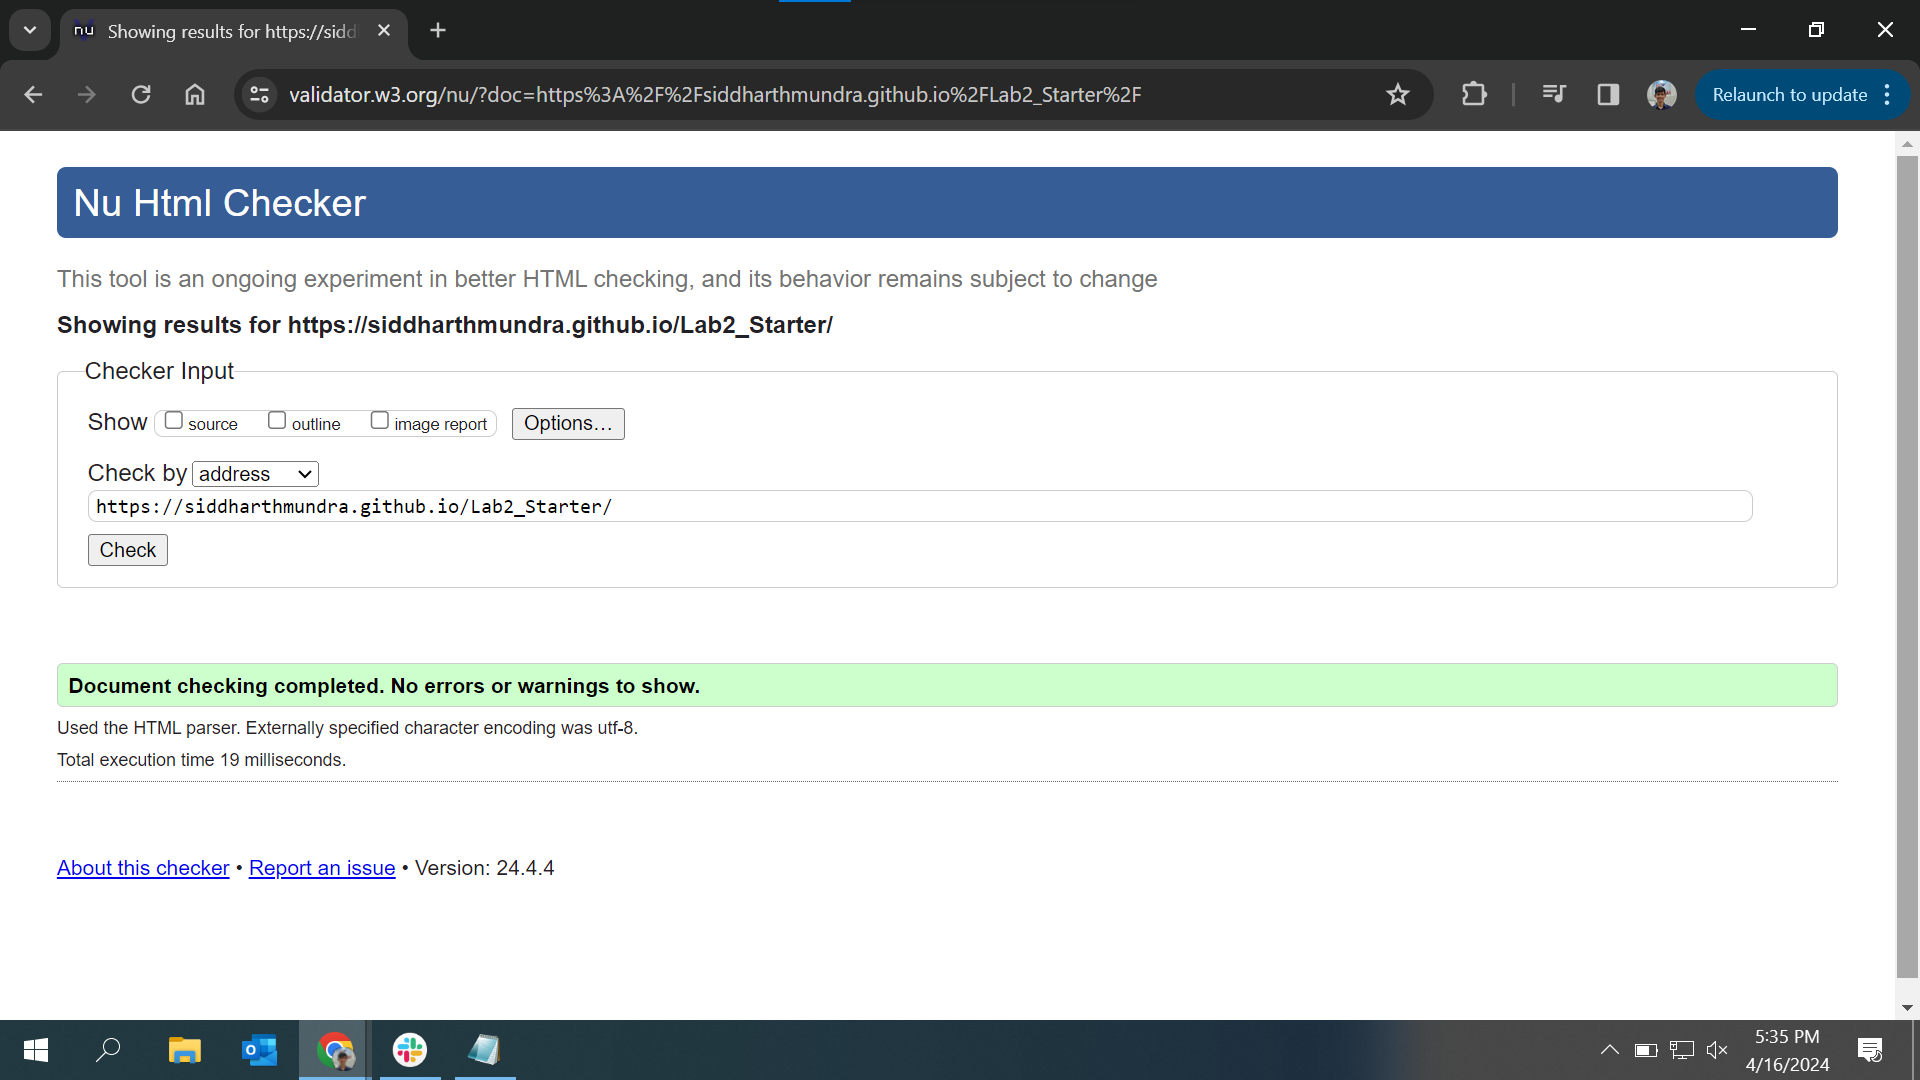 nu Showing results for https://sidd
validator.w3.org/nu/?doc=https%3A%2F%2Fsiddharthmundra.github.io%2FLab2_Starter%2F
Relaunch to update
Nu Html Checker
This tool is an ongoing experiment in better HTML checking, and its behavior remains subject to change
Showing results for https://siddharthmundra.github.io/Lab2_Starter/
Checker Input
Show source outline image report Options…
Check by address
https://siddharthmundra.github.io/Lab2_Starter/
Check
Document checking completed. No errors or warnings to show.
Used the HTML parser. Externally specified character encoding was utf-8.
Total execution time 19 milliseconds.
About this checker • Report an issue • Version: 24.4.4
5:35 PM
4/16/2024